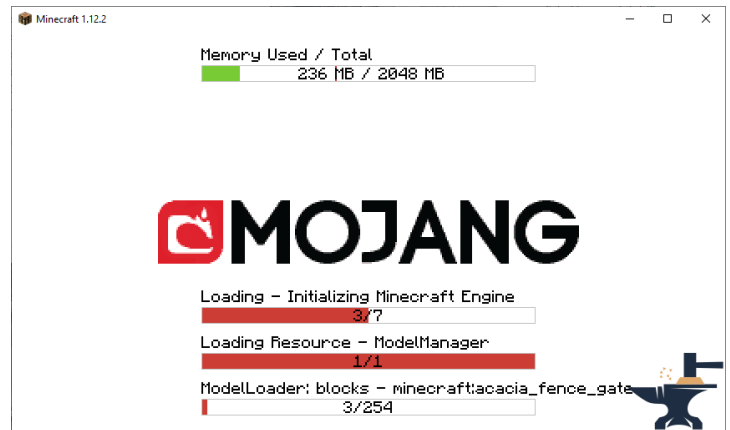 Minecraft 1.12.2
Memory Used / Total
236 MB / 2048 MB
MOJANG
Loading - Initializing Minecraft Engine
3/7
Loading Resource - ModelManager
1/1
ModelLoader: blocks - minecraft:acacia_fence_gate
3/254